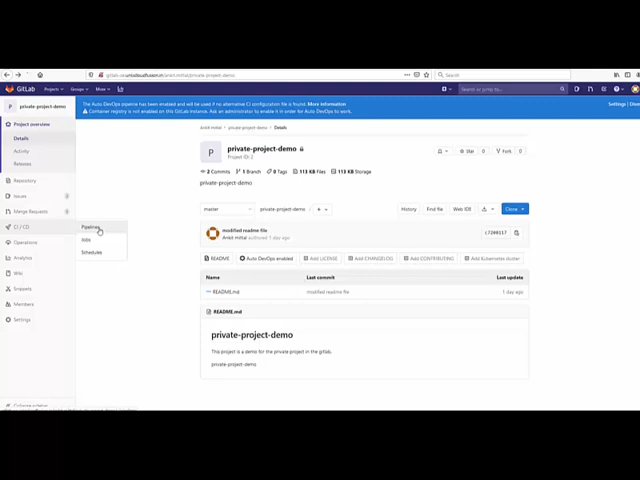 Search
GitLab
Projects
Groups
More
Search or jump to...
private-project-demo
The Auto DevOps pipeline has been enabled and will be used if no alternative CI configuration file is found. More information
Container registry is not enabled on this GitLab instance. Ask an administrator to enable it in order for Auto DevOps to work.
Settings
Project overview
Details
Activity
Releases
Repository
Issues
Merge Requests
CI / CD
Operations
Analytics
Wiki
Snippets
Members
Settings
Pipelines
Jobs
Schedules
private-project-demo
Details
P
private-project-demo
Project ID: 2
Star 0
Fork 0
2 Commits 1 Branch 0 Tags 113 KB Files 113 KB Storage
private-project-demo
master
private-project-demo / +
History
Find file
Web IDE
Clone
modified readme file
Ankit Mittal authored 1 day ago
README
Auto DevOps enabled
Add LICENSE
Add CHANGELOG
Add CONTRIBUTING
Add Kubernetes cluster
Name Last commit Last update
README.md modified readme file 1 day ago
README.md
private-project-demo
This project is a demo for the private project in the gitlab.
private-project-demo